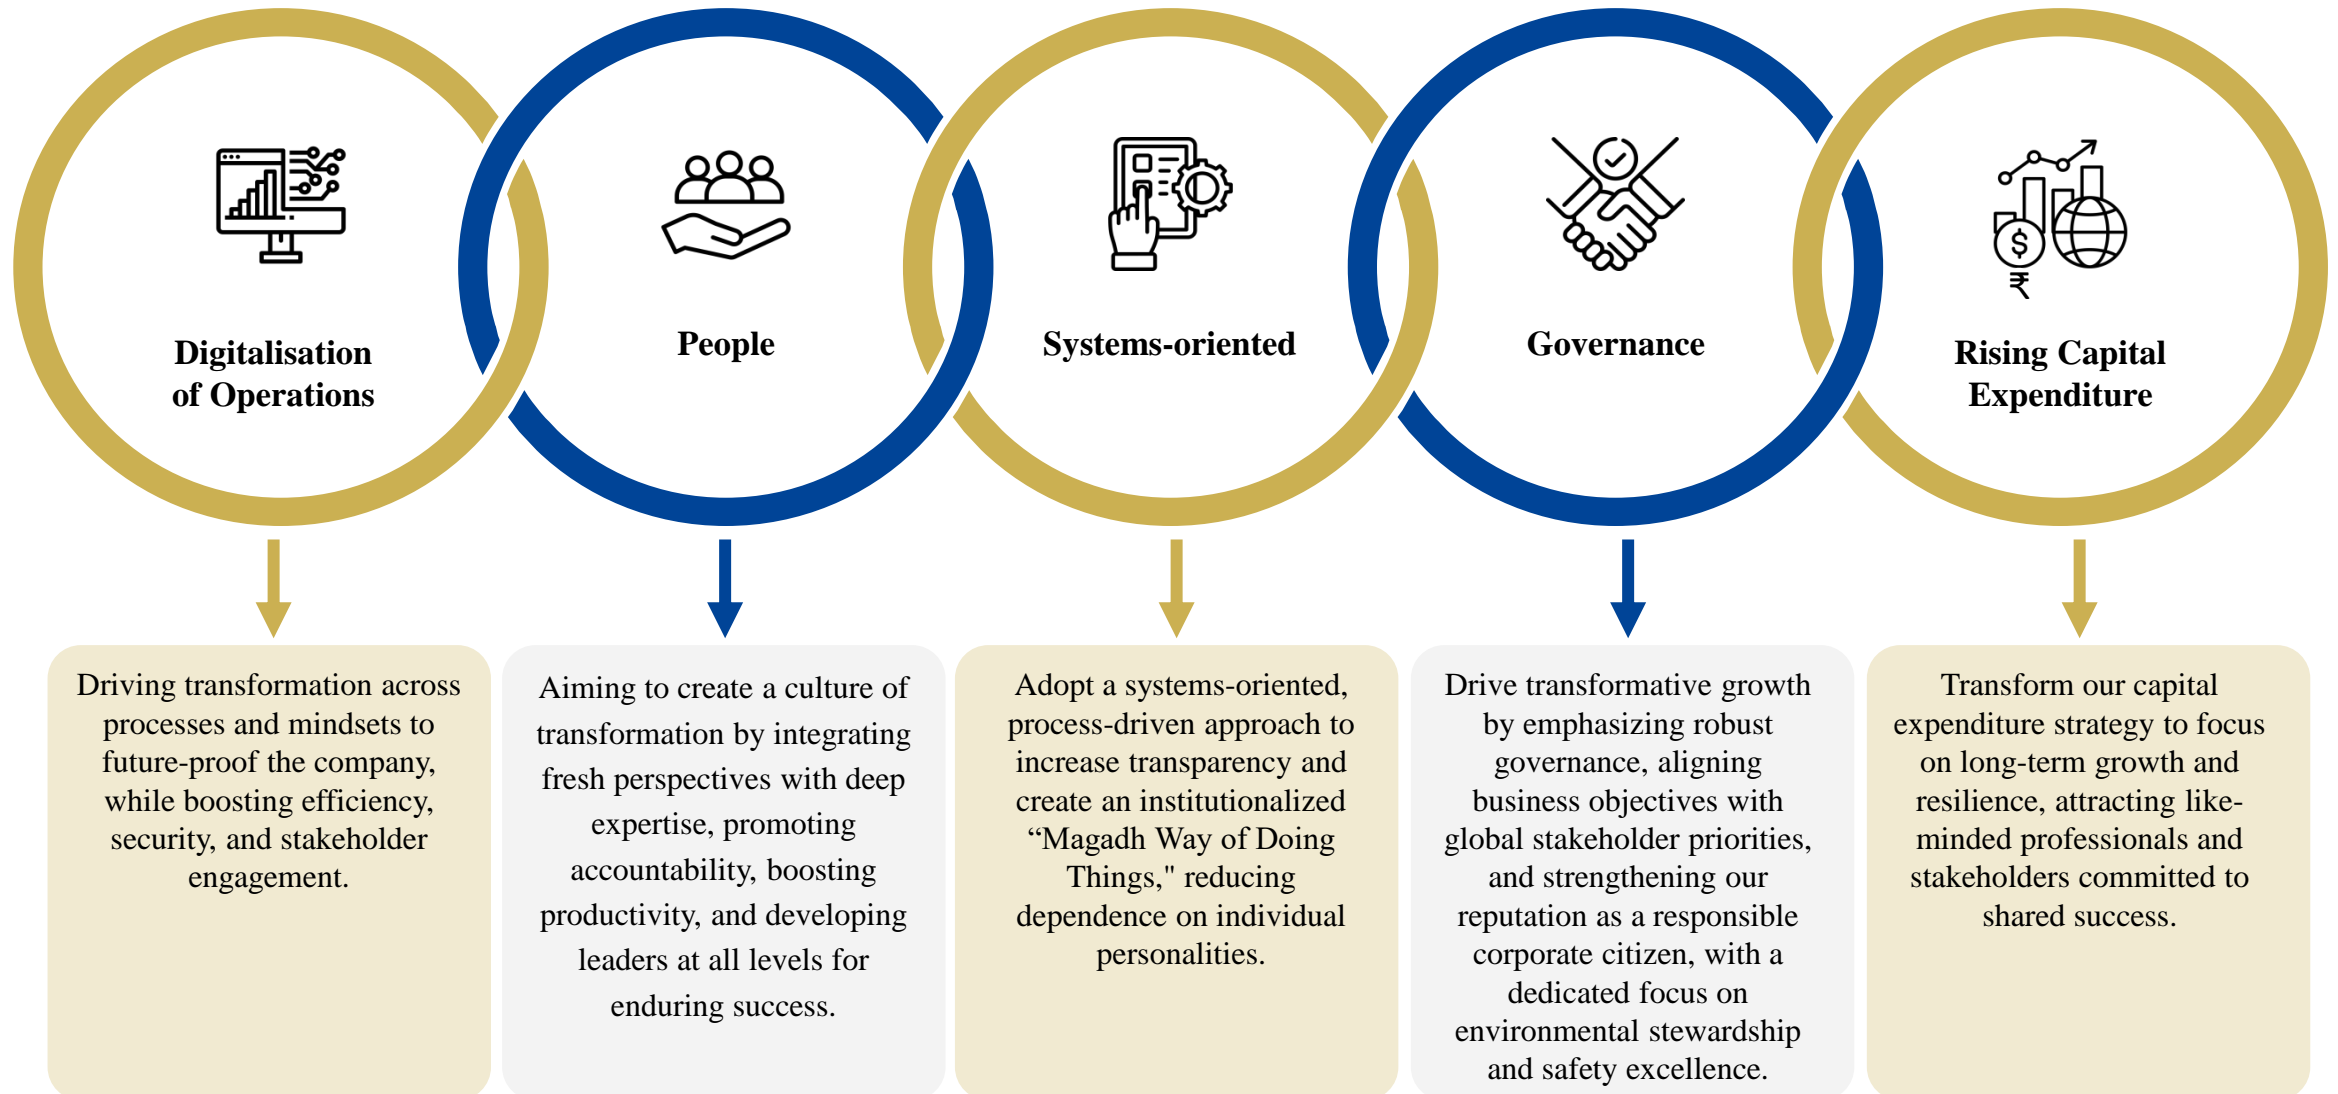 Digitalisation
of Operations
People
Systems-oriented
Governance
$
₹
Rising Capital
Expenditure
Driving transformation across
processes and mindsets to
future-proof the company,
while boosting efficiency,
security, and stakeholder
engagement.
Aiming to create a culture of
transformation by integrating
fresh perspectives with deep
expertise, promoting
accountability, boosting
productivity, and developing
leaders at all levels for
enduring success.
Adopt a systems-oriented,
process-driven approach to
increase transparency and
create an institutionalized
“Magadh Way of Doing
Things," reducing
dependence on individual
personalities.
Drive transformative growth
by emphasizing robust
governance, aligning
business objectives with
global stakeholder priorities,
and strengthening our
reputation as a responsible
corporate citizen, with a
dedicated focus on
environmental stewardship
and safety excellence.
Transform our capital
expenditure strategy to focus
on long-term growth and
resilience, attracting like-
minded professionals and
stakeholders committed to
shared success.